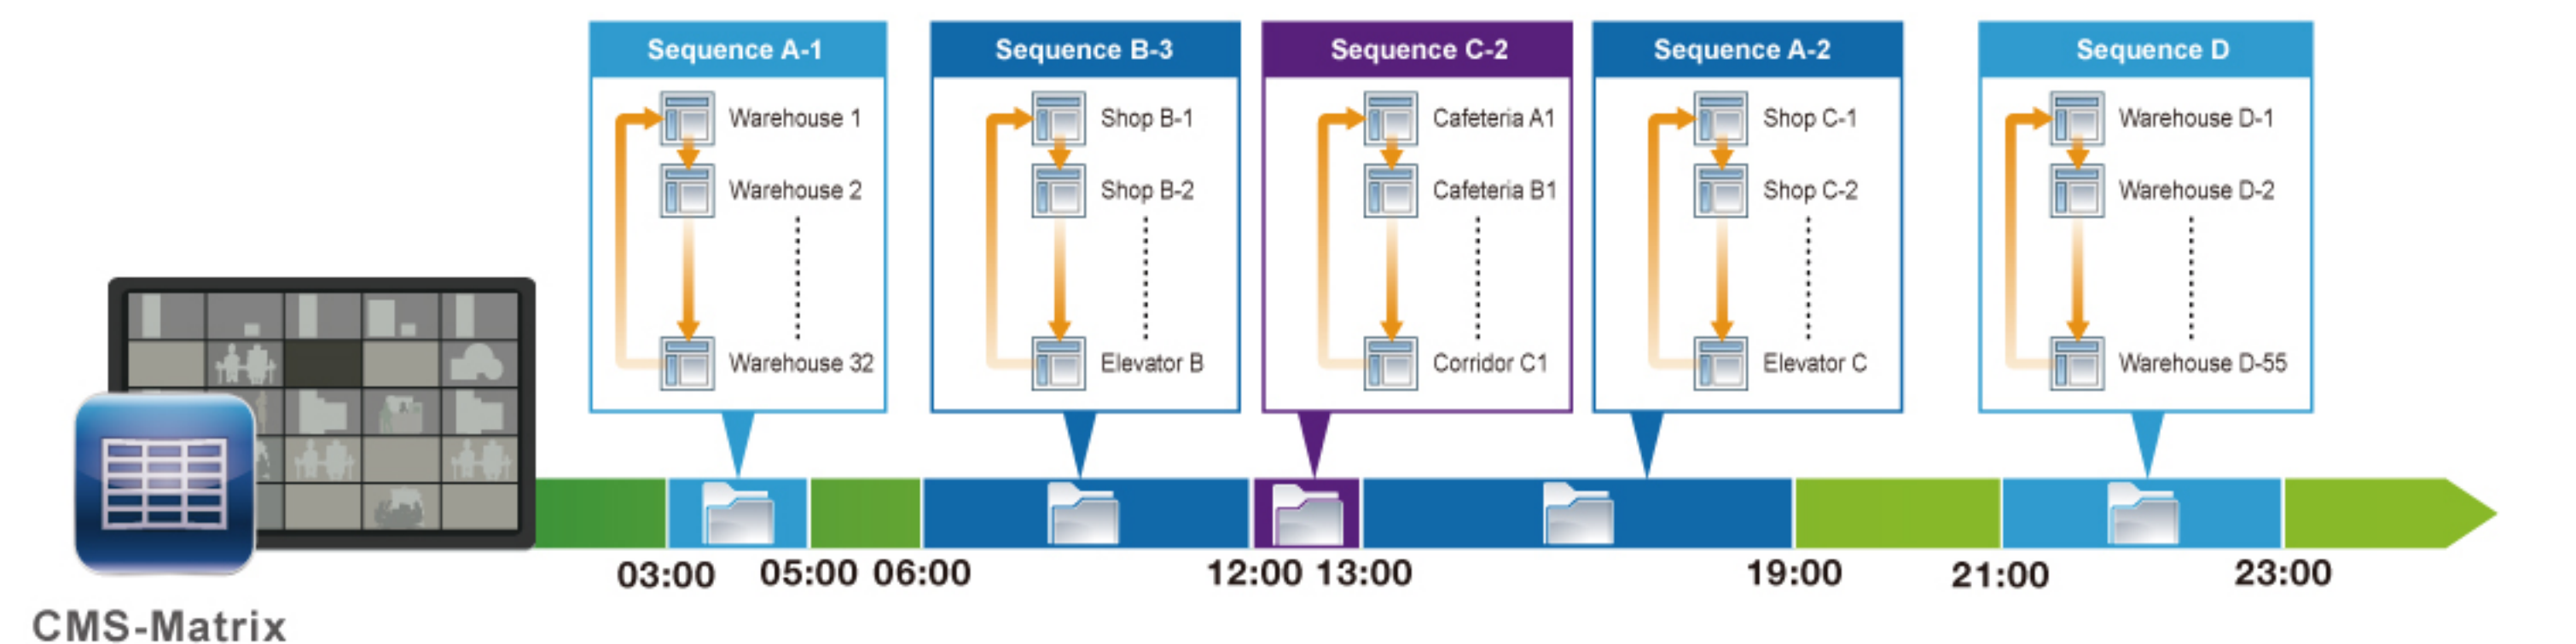 Sequence A-1
Warehouse 1
Warehouse 2
Warehouse 32
Sequence B-3
Shop B-1
Shop B-2
Elevator B
Sequence C-2
Cafeteria A1
Cafeteria B1
Corridor C1
Sequence A-2
Shop C-1
Shop C-2
Elevator C
Sequence D
Warehouse D-1
Warehouse D-2
Warehouse D-55
03:00 05:00 06:00 12:00 13:00 19:00 21:00 23:00
CMS-Matrix